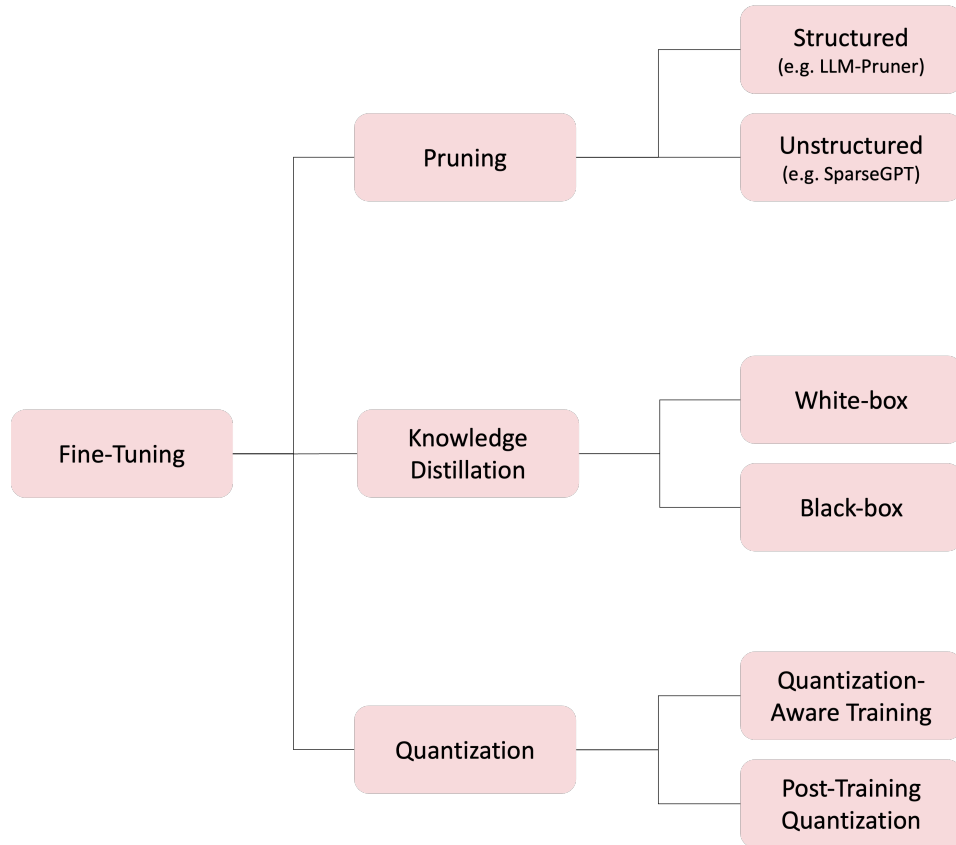 Structured
(e.g. LLM-Pruner)
Pruning
Unstructured
(e.g. SparseGPT)
White-box
Fine-Tuning
Knowledge
Distillation
Black-box
Quantization-
Aware Training
Quantization
Post-Training
Quantization